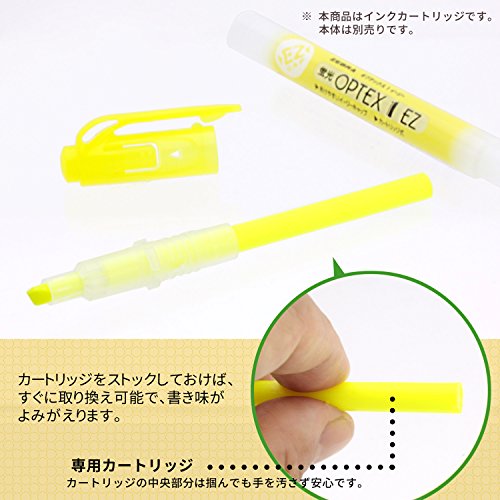 ※ 本商品はインクカートリッジです。
本体は別売りです。
ZEBRA
蛍光 OPTEX 1 EZ
カートリッジをストックしておけば、
すぐに取り換え可能で、書き味が
よみがえります。
専用カートリッジ
カートリッジの中央部分は掴んでも手を汚さず安心です。